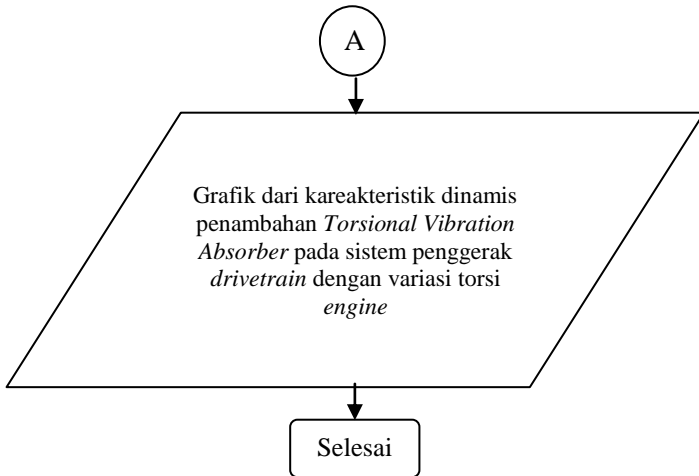 A
Grafik dari kareakteristik dinamis
penambahan Torsional Vibration
Absorber pada sistem penggerak
drivetrain dengan variasi torsi
engine
Selesai